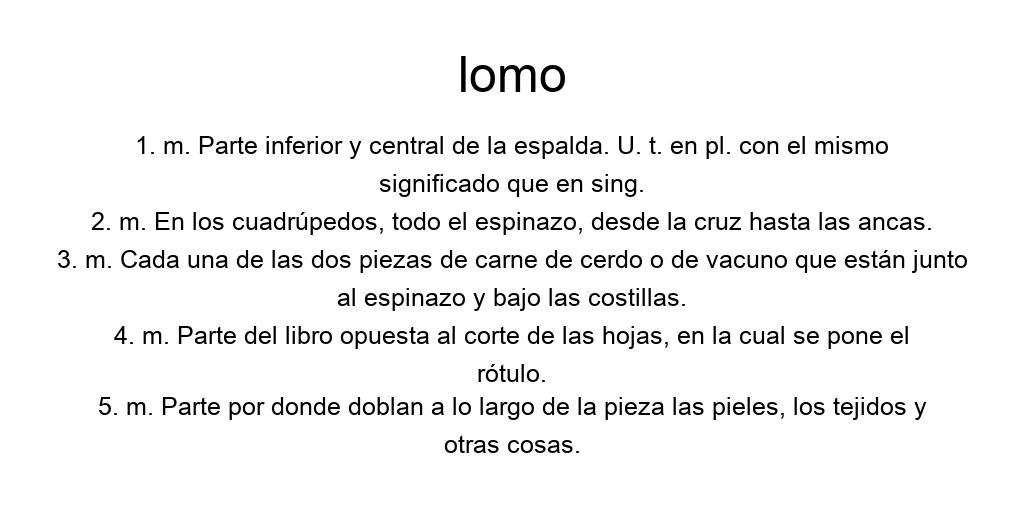 lomo
1. m. Parte inferior y central de la espalda. U. t. en pl. con el mismo
significado que en sing.
2. m. En los cuadrúpedos, todo el espinazo, desde la cruz hasta las ancas.
3. m. Cada una de las dos piezas de carne de cerdo o de vacuno que están junto
al espinazo y bajo las costillas.
4. m. Parte del libro opuesta al corte de las hojas, en la cual se pone el
rótulo.
5. m. Parte por donde doblan a lo largo de la pieza las pieles, los tejidos y
otras cosas.